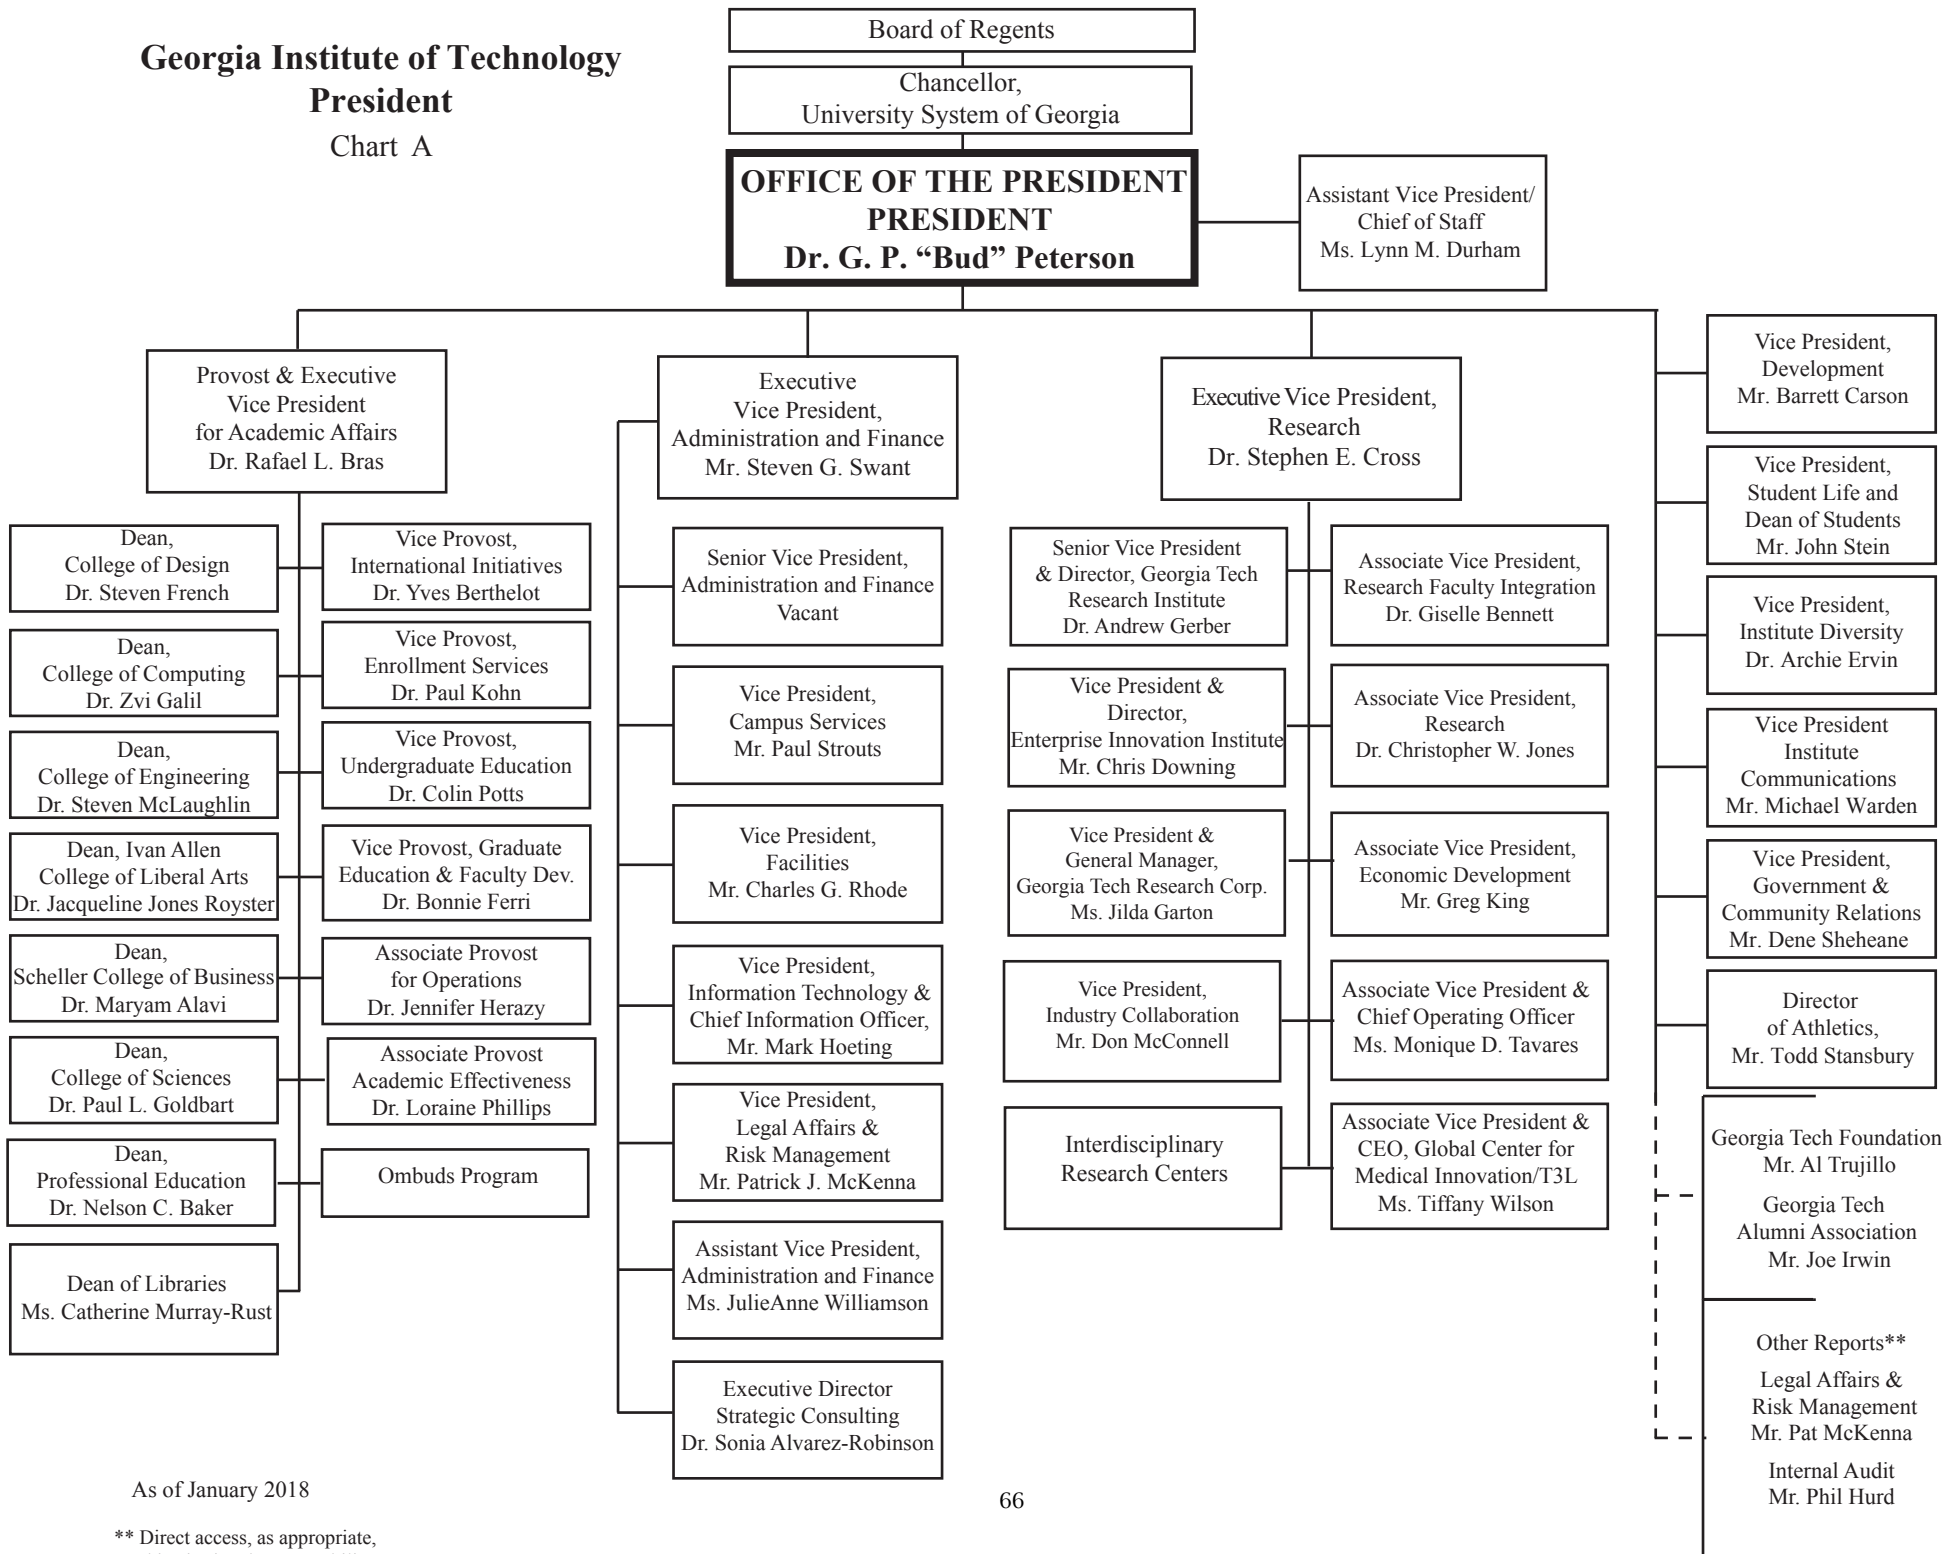 Georgia Institute of Technology
President
Chart A
Board of Regents
Chancellor,
University System of Georgia
OFFICE OF THE PRESIDENT
PRESIDENT
Dr. G. P. “Bud” Peterson
Assistant Vice President/
Chief of Staff
Ms. Lynn M. Durham
Provost & Executive
Vice President
for Academic Affairs
Dr. Rafael L. Bras
Dean,
College of Design
Dr. Steven French
Dean,
College of Computing
Dr. Zvi Galil
Dean,
College of Engineering
Dr. Steven McLaughlin
Dean, Ivan Allen
College of Liberal Arts
Dr. Jacqueline Jones Royster
Dean,
Scheller College of Business
Dr. Maryam Alavi
Dean,
College of Sciences
Dr. Paul L. Goldbart
Dean,
Professional Education
Dr. Nelson C. Baker
Dean of Libraries
Ms. Catherine Murray-Rust
Vice Provost,
International Initiatives
Dr. Yves Berthelot
Vice Provost,
Enrollment Services
Dr. Paul Kohn
Vice Provost,
Undergraduate Education
Dr. Colin Potts
Vice Provost, Graduate
Education & Faculty Dev.
Dr. Bonnie Ferri
Associate Provost
for Operations
Dr. Jennifer Herazy
Associate Provost
Academic Effectiveness
Dr. Loraine Phillips
Ombuds Program
Executive
Vice President,
Administration and Finance
Mr. Steven G. Swant
Senior Vice President,
Administration and Finance
Vacant
Vice President,
Campus Services
Mr. Paul Strouts
Vice President,
Facilities
Mr. Charles G. Rhode
Vice President,
Information Technology &
Chief Information Officer,
Mr. Mark Hoeting
Vice President,
Legal Affairs &
Risk Management
Mr. Patrick J. McKenna
Assistant Vice President,
Administration and Finance
Ms. JulieAnne Williamson
Executive Director
Strategic Consulting
Dr. Sonia Alvarez-Robinson
Executive Vice President,
Research
Dr. Stephen E. Cross
Senior Vice President
& Director, Georgia Tech
Research Institute
Dr. Andrew Gerber
Vice President &
Director,
Enterprise Innovation Institute
Mr. Chris Downing
Vice President &
General Manager,
Georgia Tech Research Corp.
Ms. Jilda Garton
Vice President,
Industry Collaboration
Mr. Don McConnell
Interdisciplinary
Research Centers
Associate Vice President,
Research Faculty Integration
Dr. Giselle Bennett
Associate Vice President,
Research
Dr. Christopher W. Jones
Associate Vice President,
Economic Development
Mr. Greg King
Associate Vice President &
Chief Operating Officer
Ms. Monique D. Tavares
Associate Vice President &
CEO, Global Center for
Medical Innovation/T3L
Ms. Tiffany Wilson
Vice President,
Development
Mr. Barrett Carson
Vice President,
Student Life and
Dean of Students
Mr. John Stein
Vice President,
Institute Diversity
Dr. Archie Ervin
Vice President
Institute
Communications
Mr. Michael Warden
Vice President,
Government &
Community Relations
Mr. Dene Sheheane
Director
of Athletics,
Mr. Todd Stansbury
Georgia Tech Foundation
Mr. Al Trujillo
Georgia Tech
Alumni Association
Mr. Joe Irwin
Other Reports**
Legal Affairs &
Risk Management
Mr. Pat McKenna
Internal Audit
Mr. Phil Hurd
As of January 2018
66
** Direct access, as appropriate,